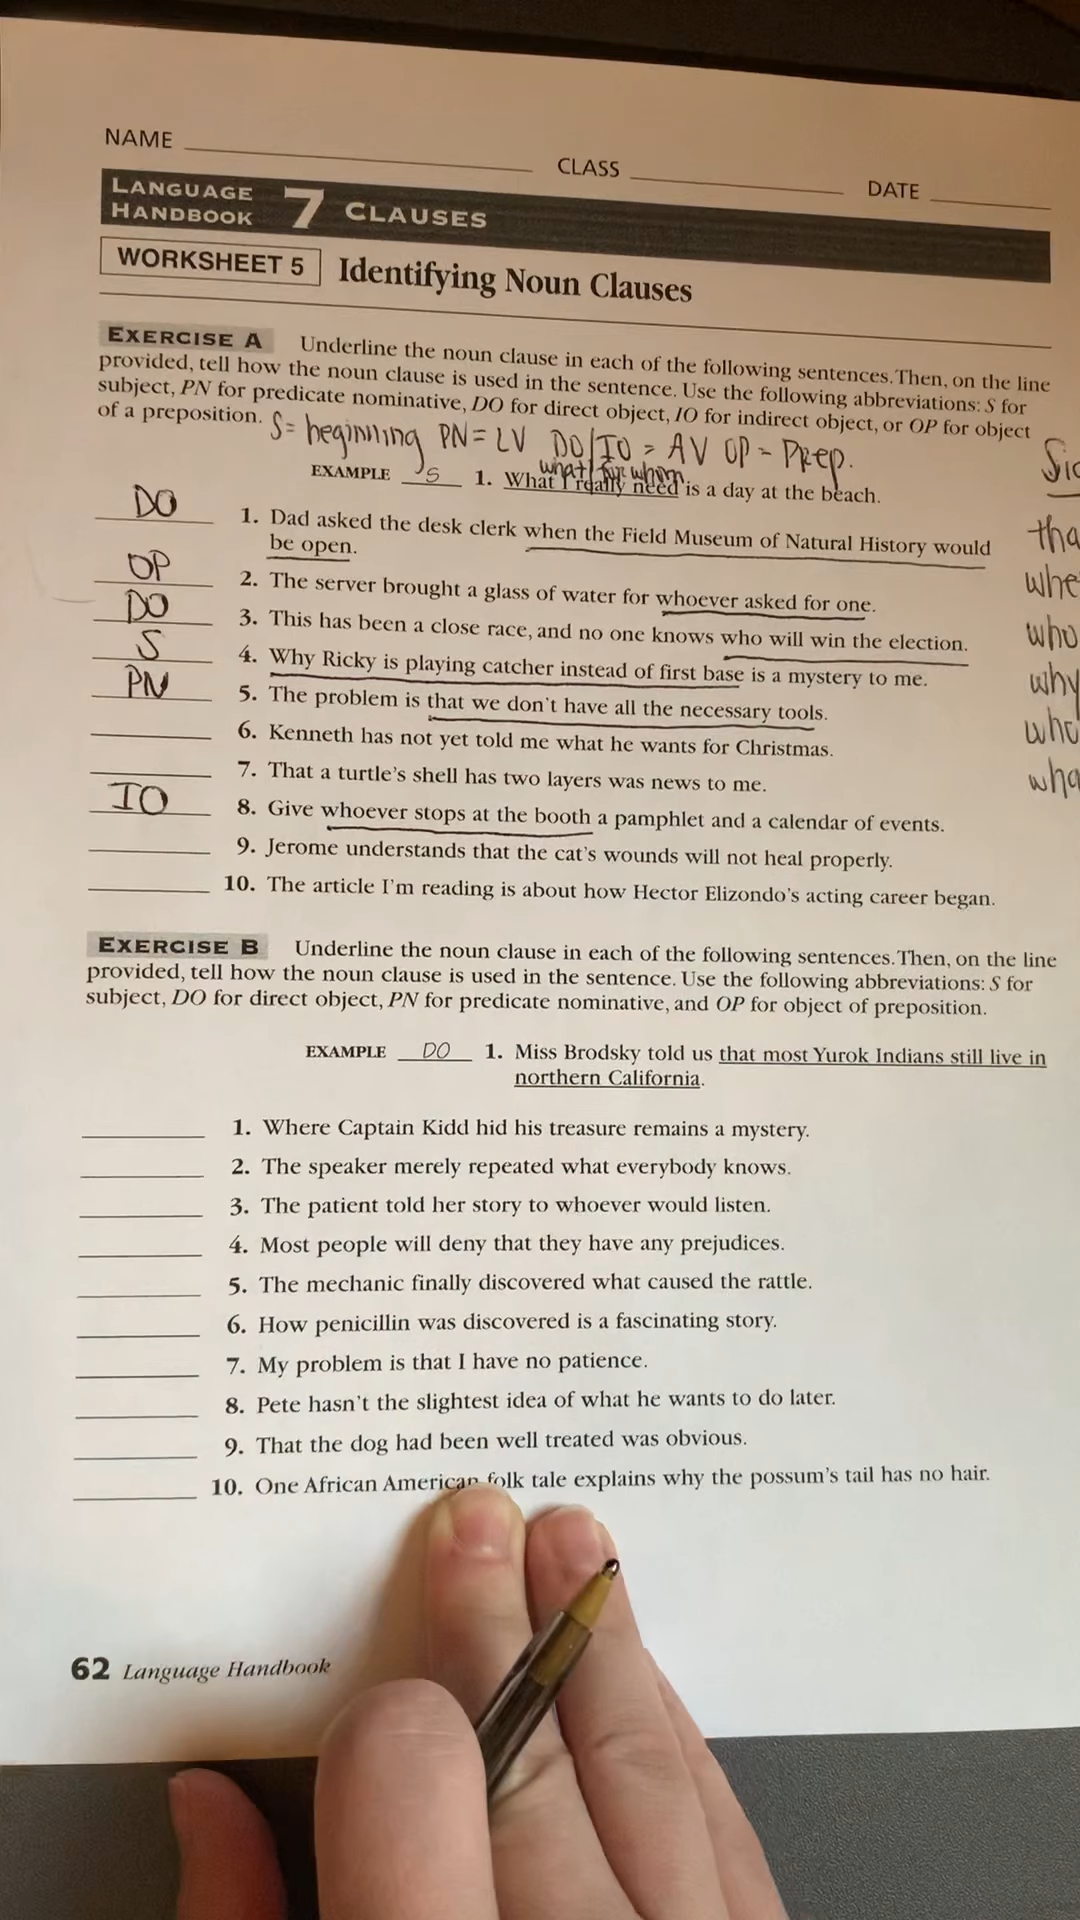 NAME CLASS DATE
LANGUAGE HANDBOOK 7 CLAUSES
WORKSHEET 5 Identifying Noun Clauses
EXERCISE A Underline the noun clause in each of the following sentences. Then, on the line
provided, tell how the noun clause is used in the sentence. Use the following abbreviations: S for
subject, PN for predicate nominative, DO for direct object, IO for indirect object, or OP for object
of a preposition.
S= beginning PN= LV DO/IO = AV OP - Prep.
what/for whom
EXAMPLE S 1. What I really need is a day at the beach.
DO 1. Dad asked the desk clerk when the Field Museum of Natural History would
be open.
OP 2. The server brought a glass of water for whoever asked for one.
DO 3. This has been a close race, and no one knows who will win the election.
S 4. Why Ricky is playing catcher instead of first base is a mystery to me.
PN 5. The problem is that we don't have all the necessary tools.
6. Kenneth has not yet told me what he wants for Christmas.
7. That a turtle's shell has two layers was news to me.
IO 8. Give whoever stops at the booth a pamphlet and a calendar of events.
9. Jerome understands that the cat's wounds will not heal properly.
10. The article I'm reading is about how Hector Elizondo's acting career began.
tha
whe
who
why
who
wha
EXERCISE B Underline the noun clause in each of the following sentences. Then, on the line
provided, tell how the noun clause is used in the sentence. Use the following abbreviations: S for
subject, DO for direct object, PN for predicate nominative, and OP for object of preposition.
EXAMPLE DO 1. Miss Brodsky told us that most Yurok Indians still live in
northern California.
1. Where Captain Kidd hid his treasure remains a mystery.
2. The speaker merely repeated what everybody knows.
3. The patient told her story to whoever would listen.
4. Most people will deny that they have any prejudices.
5. The mechanic finally discovered what caused the rattle.
6. How penicillin was discovered is a fascinating story.
7. My problem is that I have no patience.
8. Pete hasn't the slightest idea of what he wants to do later.
9. That the dog had been well treated was obvious.
10. One African American folk tale explains why the possum's tail has no hair.
62 Language Handbook